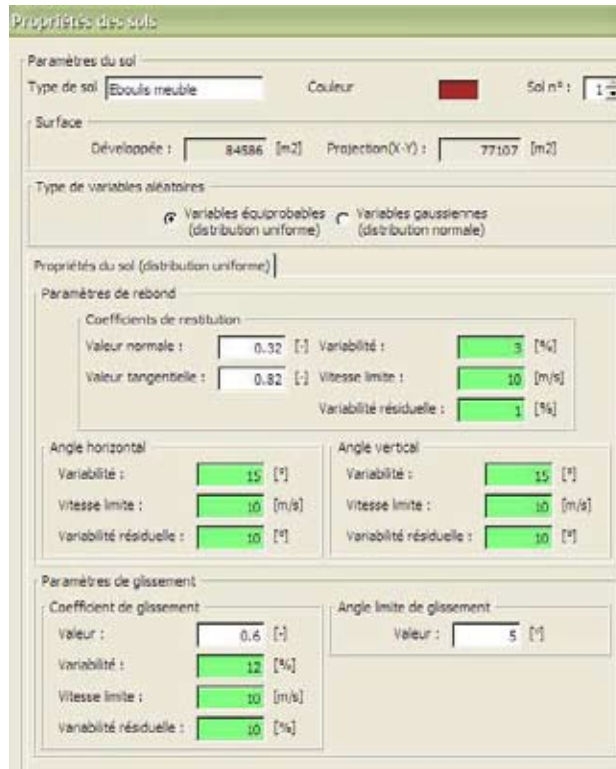 Propriétés des sols
Paramètres du sol
Type de sol Eboulis meuble Couleur Sol n° : 1
Surface
Développée : 84586 [m2] Projection(X-Y) : 77107 [m2]
Type de variables aléatoires
Variables équiprobables (distribution uniforme) Variables gaussiennes (distribution normale)
Propriétés du sol (distribution uniforme)
Paramètres de rebond
Coefficients de restitution
Valeur normale : 0.32 [-] Variabilité : 3 [%]
Valeur tangentielle : 0.82 [-] Vitesse limite : 10 [m/s]
Variabilité résiduelle : 1 [%]
Angle horizontal
Variabilité : 15 [°]
Vitesse limite : 10 [m/s]
Variabilité résiduelle : 10 [°]
Angle vertical
Variabilité : 15 [°]
Vitesse limite : 10 [m/s]
Variabilité résiduelle : 10 [°]
Paramètres de glissement
Coefficient de glissement
Valeur : 0.6 [-]
Variabilité : 12 [%]
Vitesse limite : 10 [m/s]
Variabilité résiduelle : 10 [%]
Angle limite de glissement
Valeur : 5 [°]